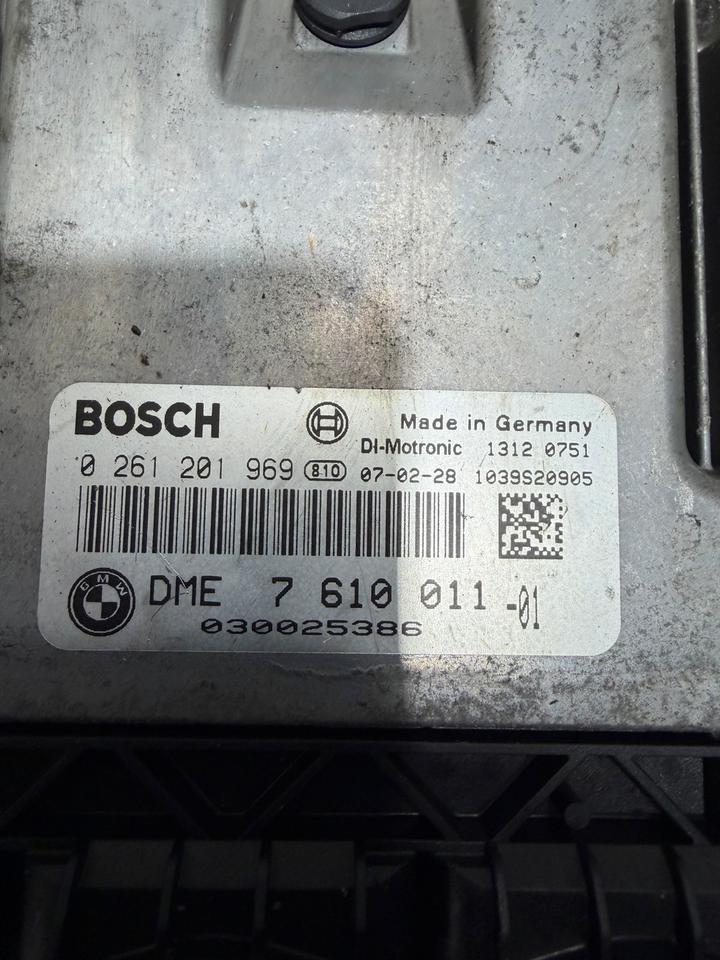 BOSCH
Made in Germany
DI-Motronic 1312 0751
0 261 201 969 810 07-02-28 1039S20905
BMW DME 7 610 011 -01
030025386